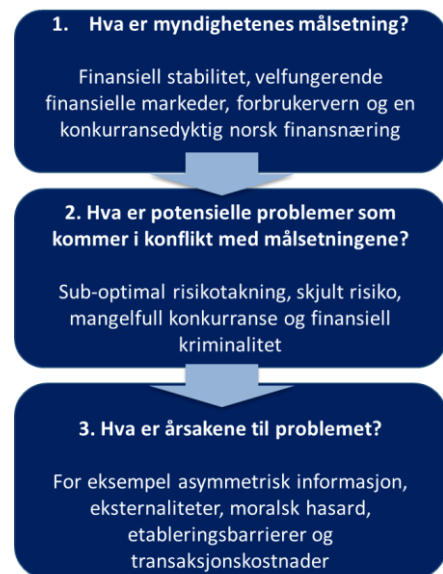 1. Hva er myndighetenes målsetning?
Finansiell stabilitet, velfungerende
finansielle markeder, forbrukervern og en
konkurransedyktig norsk finansnæring
2. Hva er potensielle problemer som
kommer i konflikt med målsetningene?
Sub-optimal risikotakning, skjult risiko,
mangelfull konkurranse og finansiell
kriminalitet
3. Hva er årsakene til problemet?
For eksempel asymmetrisk informasjon,
eksternaliteter, moralsk hasard,
etableringsbarrierer og
transaksjonskostnader